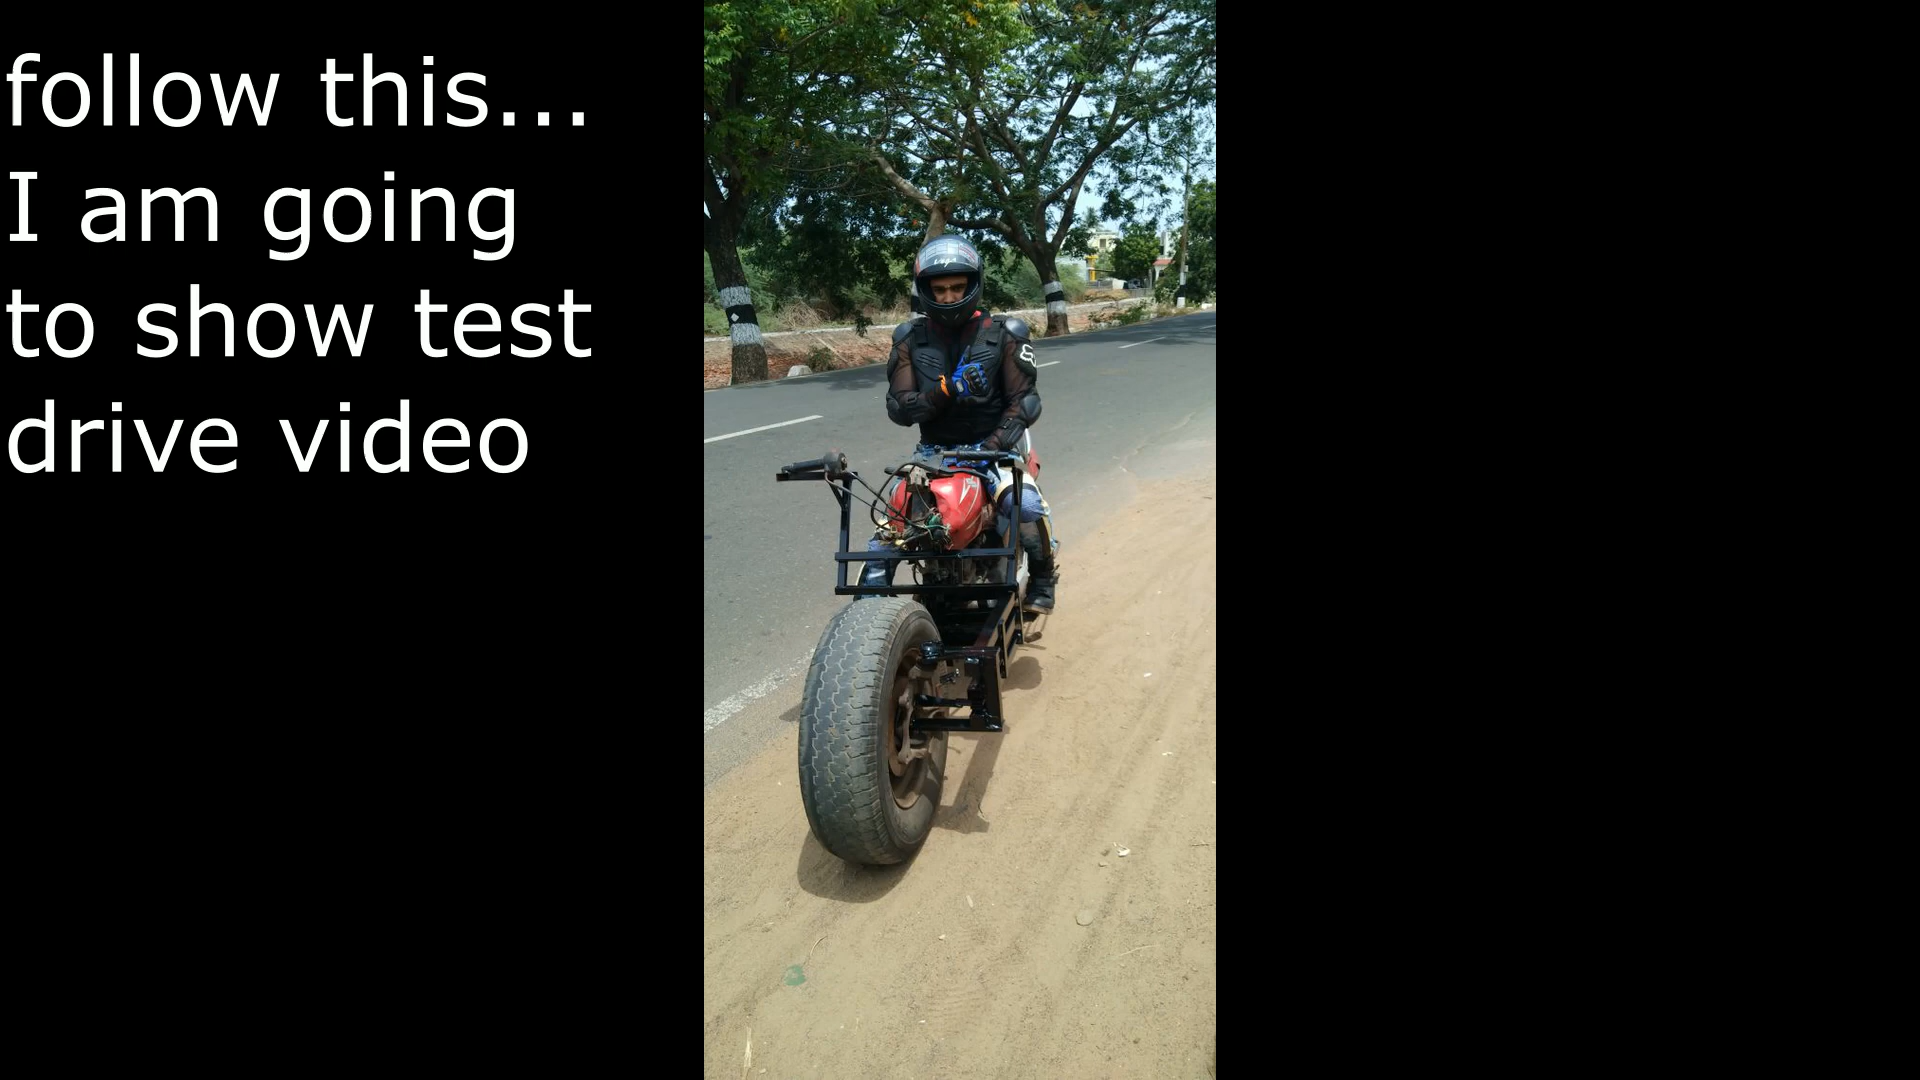 follow this...
I am going
to show test
drive video